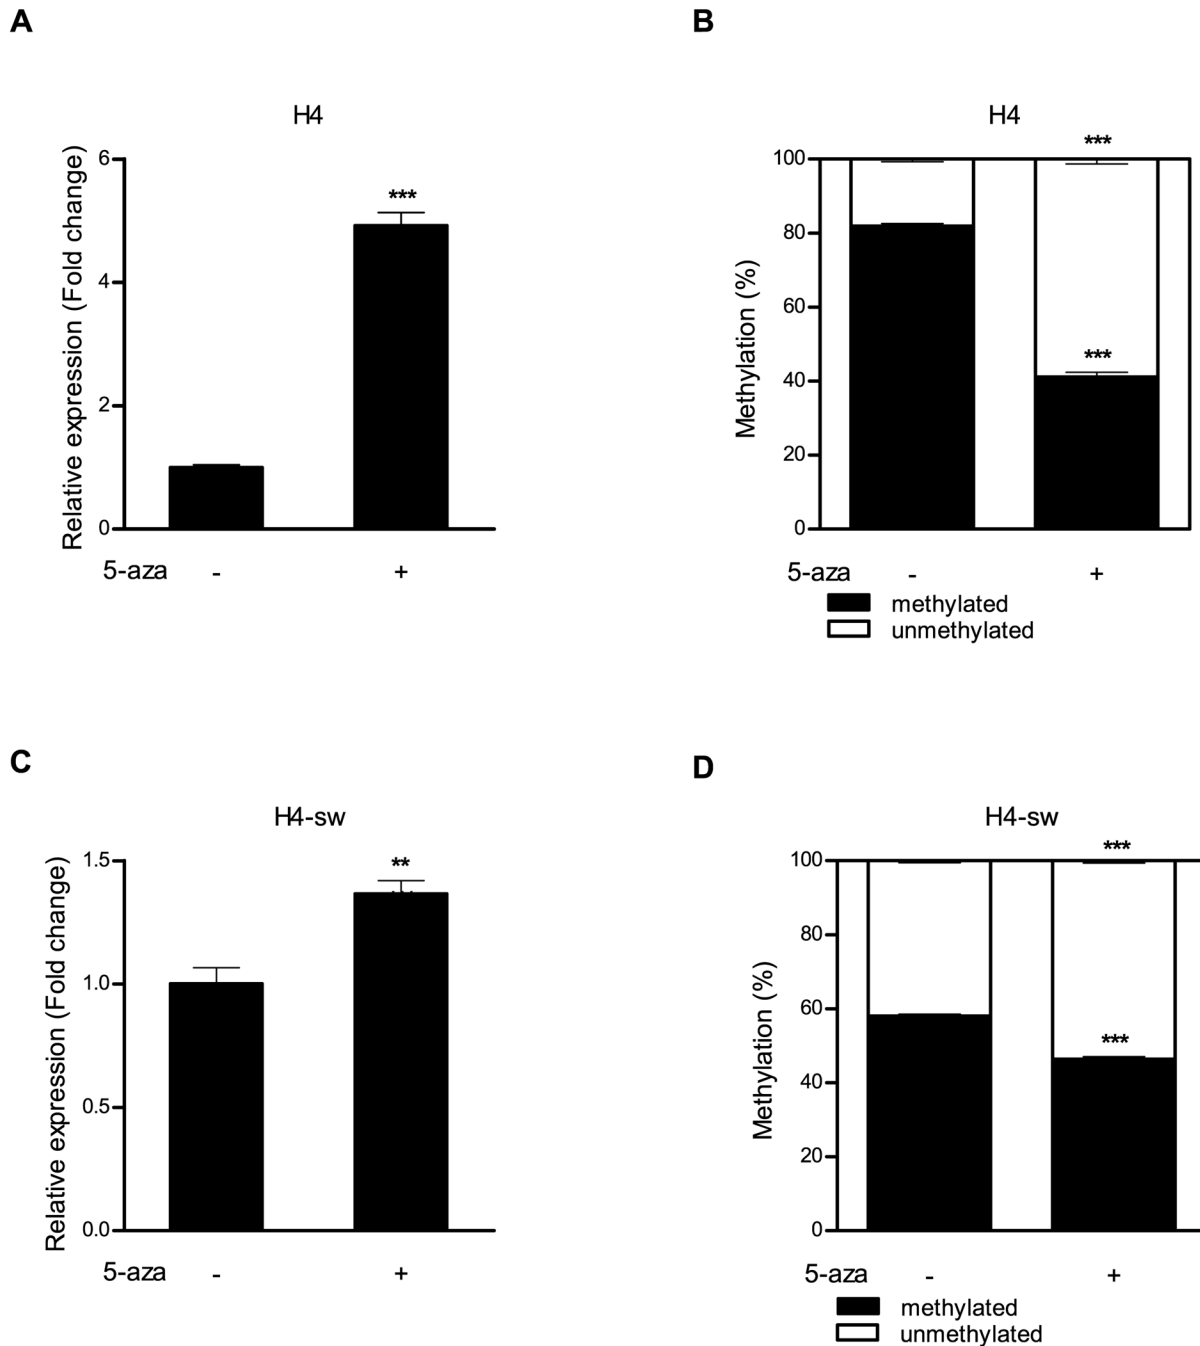 A
H4
Relative expression (Fold change)
6
4
2
0
***
5-aza - +
B
H4
Methylation (%)
100
80
60
40
20
0
***
***
5-aza - +
methylated
unmethylated
C
H4-sw
Relative expression (Fold change)
1.5
1.0
0.5
0.0
**
5-aza - +
D
H4-sw
Methylation (%)
100
80
60
40
20
0
***
***
5-aza - +
methylated
unmethylated